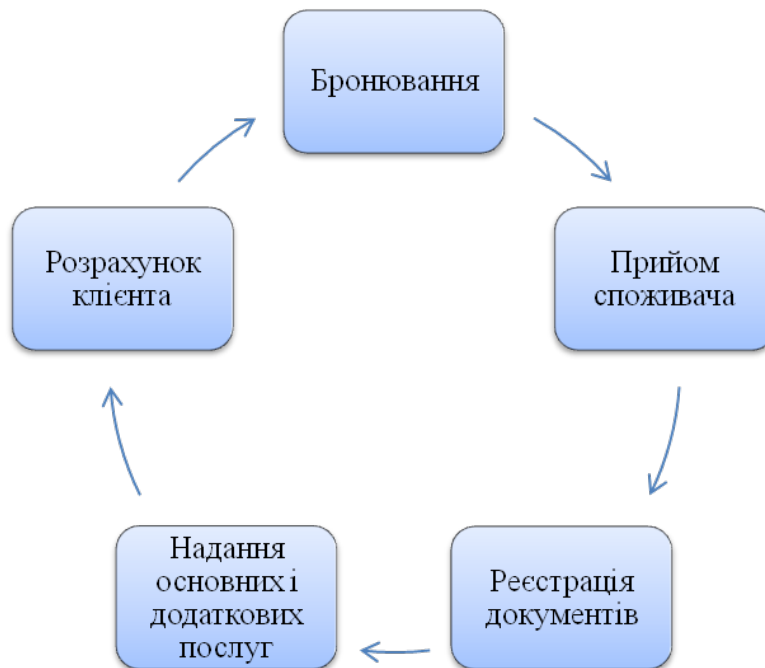 Бронювання
Прийом
споживача
Реєстрація
документів
Надання
основних і
додаткових
послуг
Розрахунок
клієнта